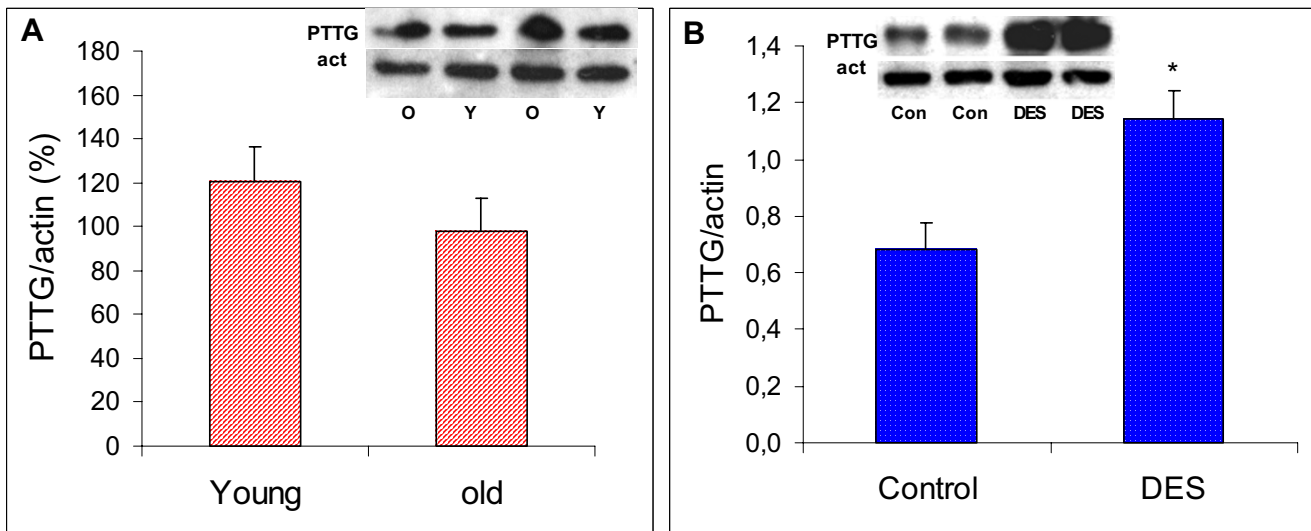 A
PTTG
act
O Y O Y
180
160
140
120
100
80
60
40
20
0
PTTG/actin (%)
Young old
B
PTTG
act
Con Con DES DES
*
1,4
1,2
1,0
0,8
0,6
0,4
0,2
0,0
PTTG/actin
Control DES